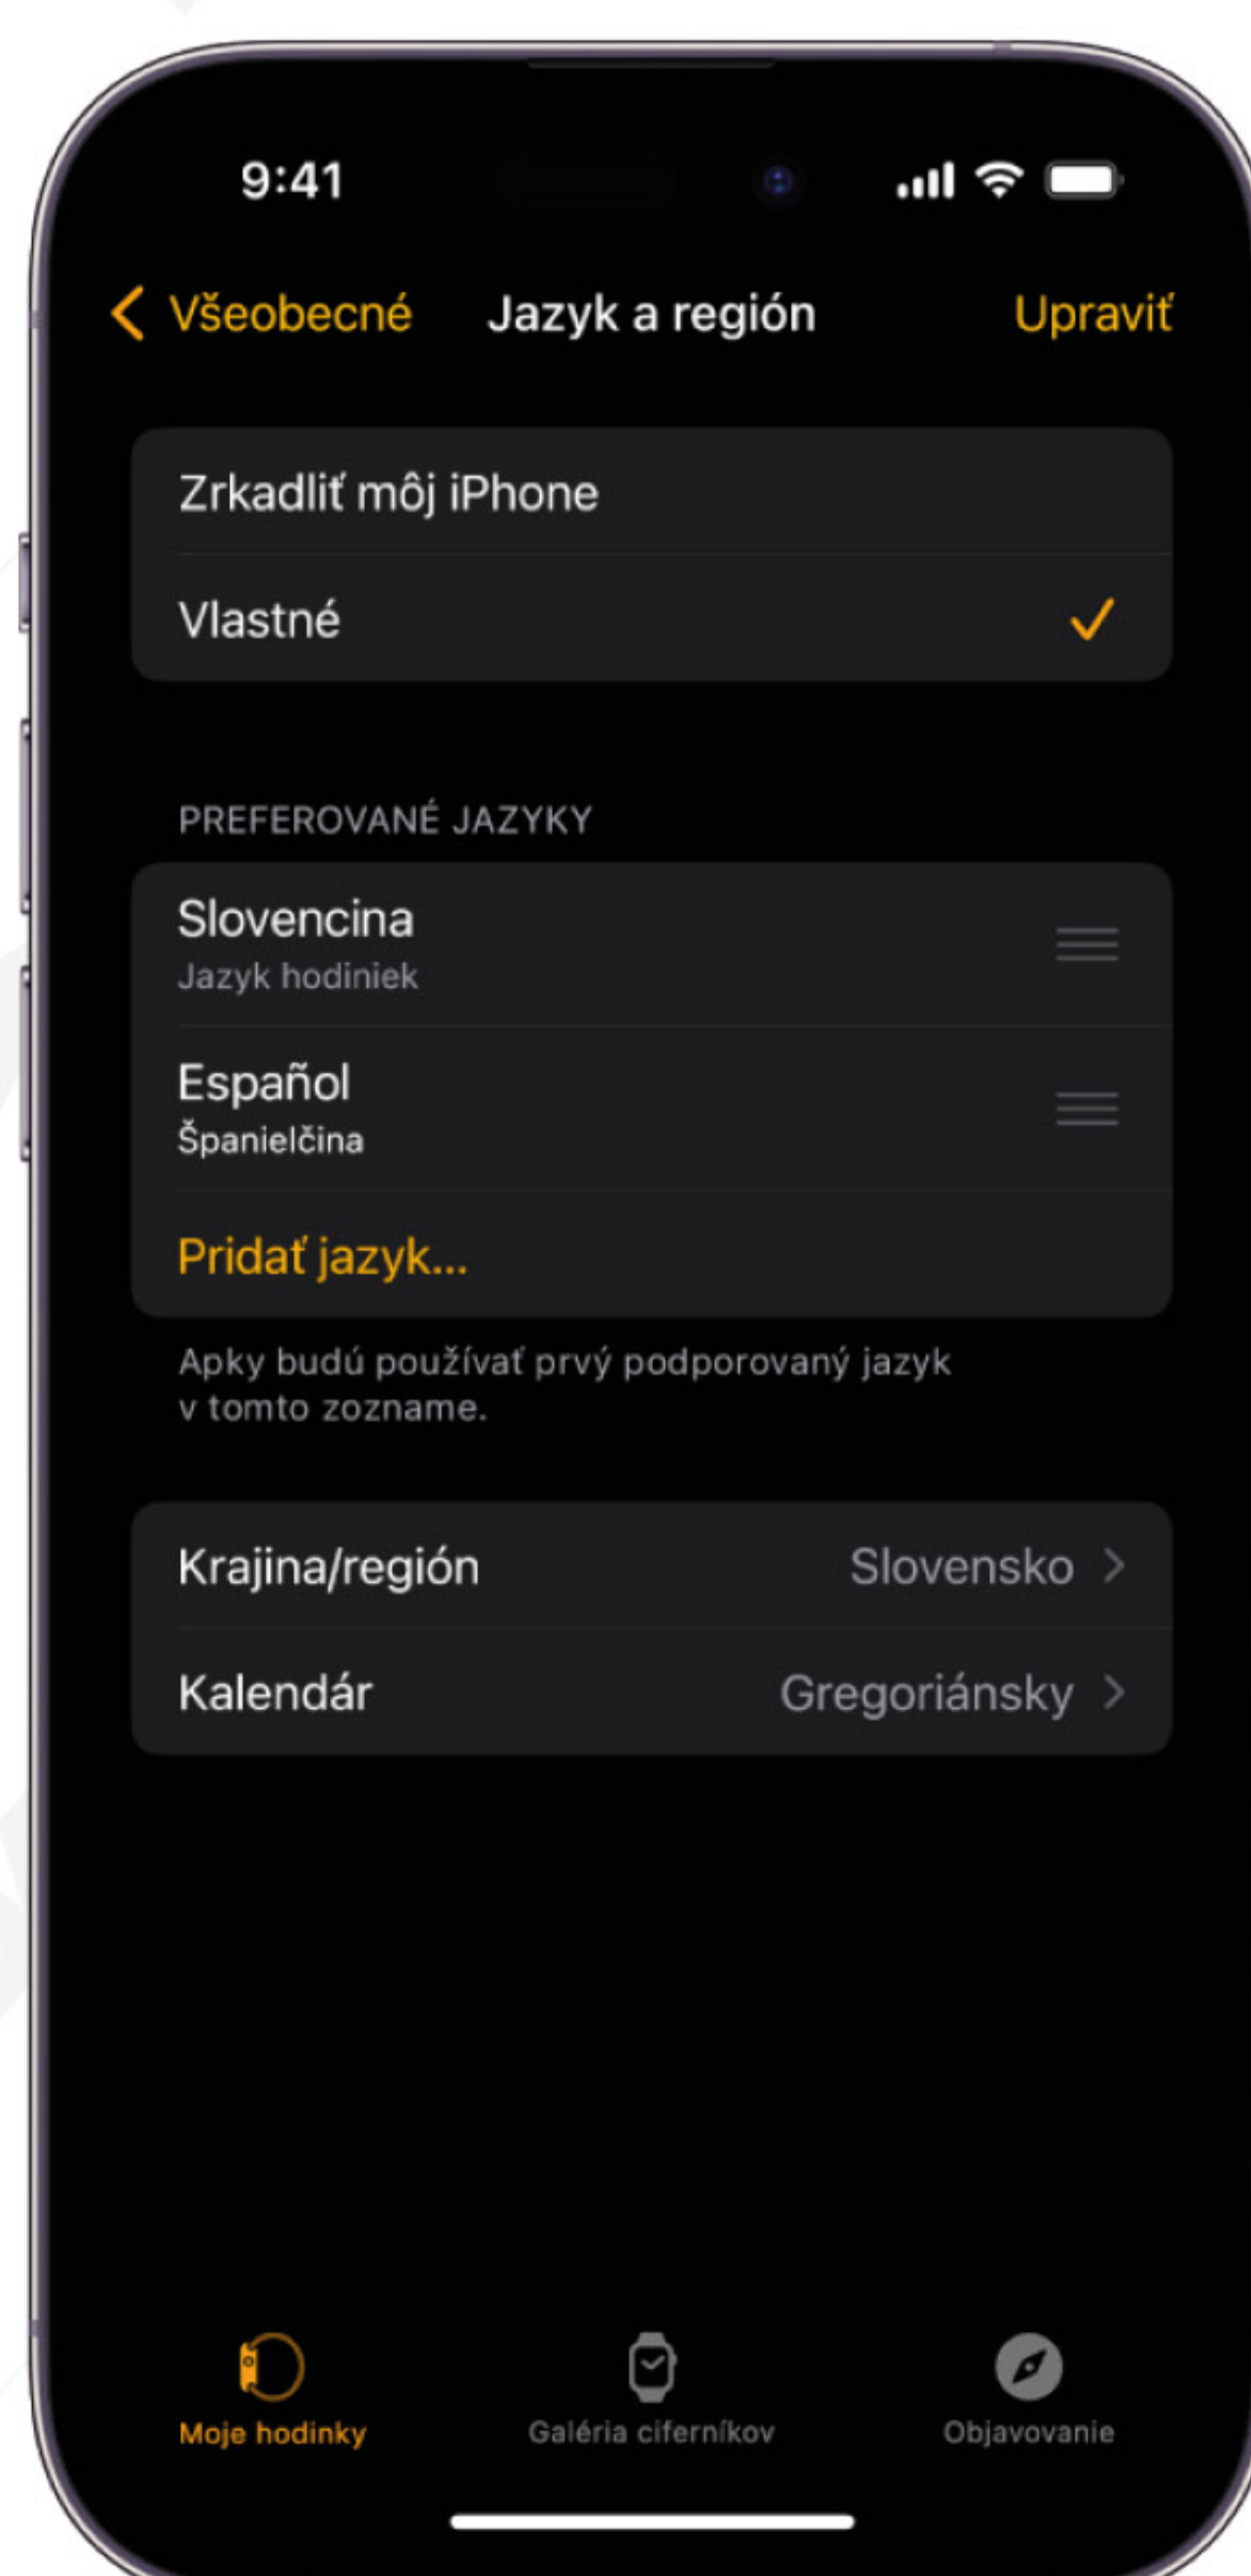 9:41
Všeobecné Jazyk a región Upraviť
Zrkadliť môj iPhone
Vlastné
PREFEROVANÉ JAZYKY
Slovencina
Jazyk hodiniek
Español
Španielčina
Pridať jazyk...
Apky budú používať prvý podporovaný jazyk
v tomto zozname.
Krajina/región Slovensko
Kalendár Gregoriánsky
Moje hodinky Galéria ciferníkov Objavovanie